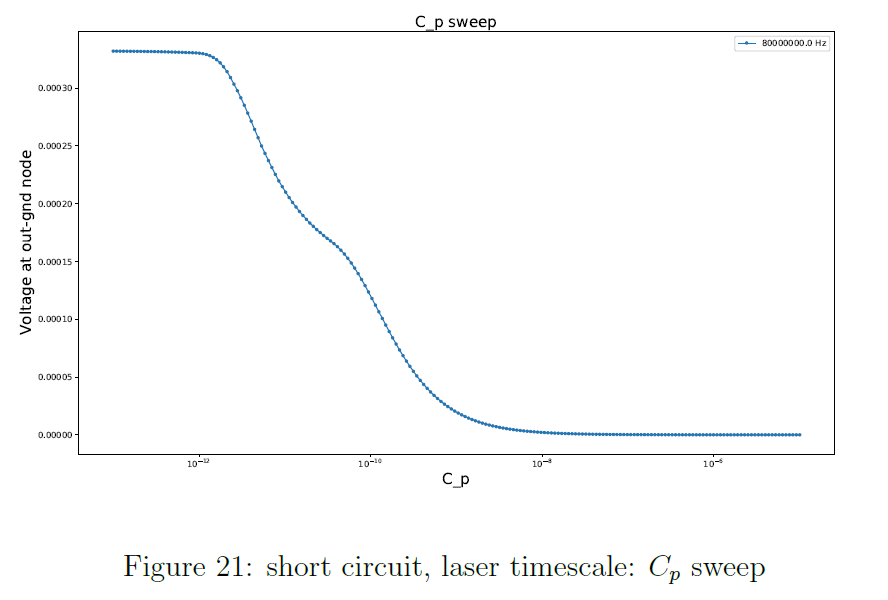 C_p sweep
80000000.0 Hz
Voltage at out-gnd node
0.00030
0.00025
0.00020
0.00015
0.00010
0.00005
0.00000
10⁻¹² 10⁻¹⁰ 10⁻⁸ 10⁻⁶
C_p
Figure 21: short circuit, laser timescale: Cₚ sweep